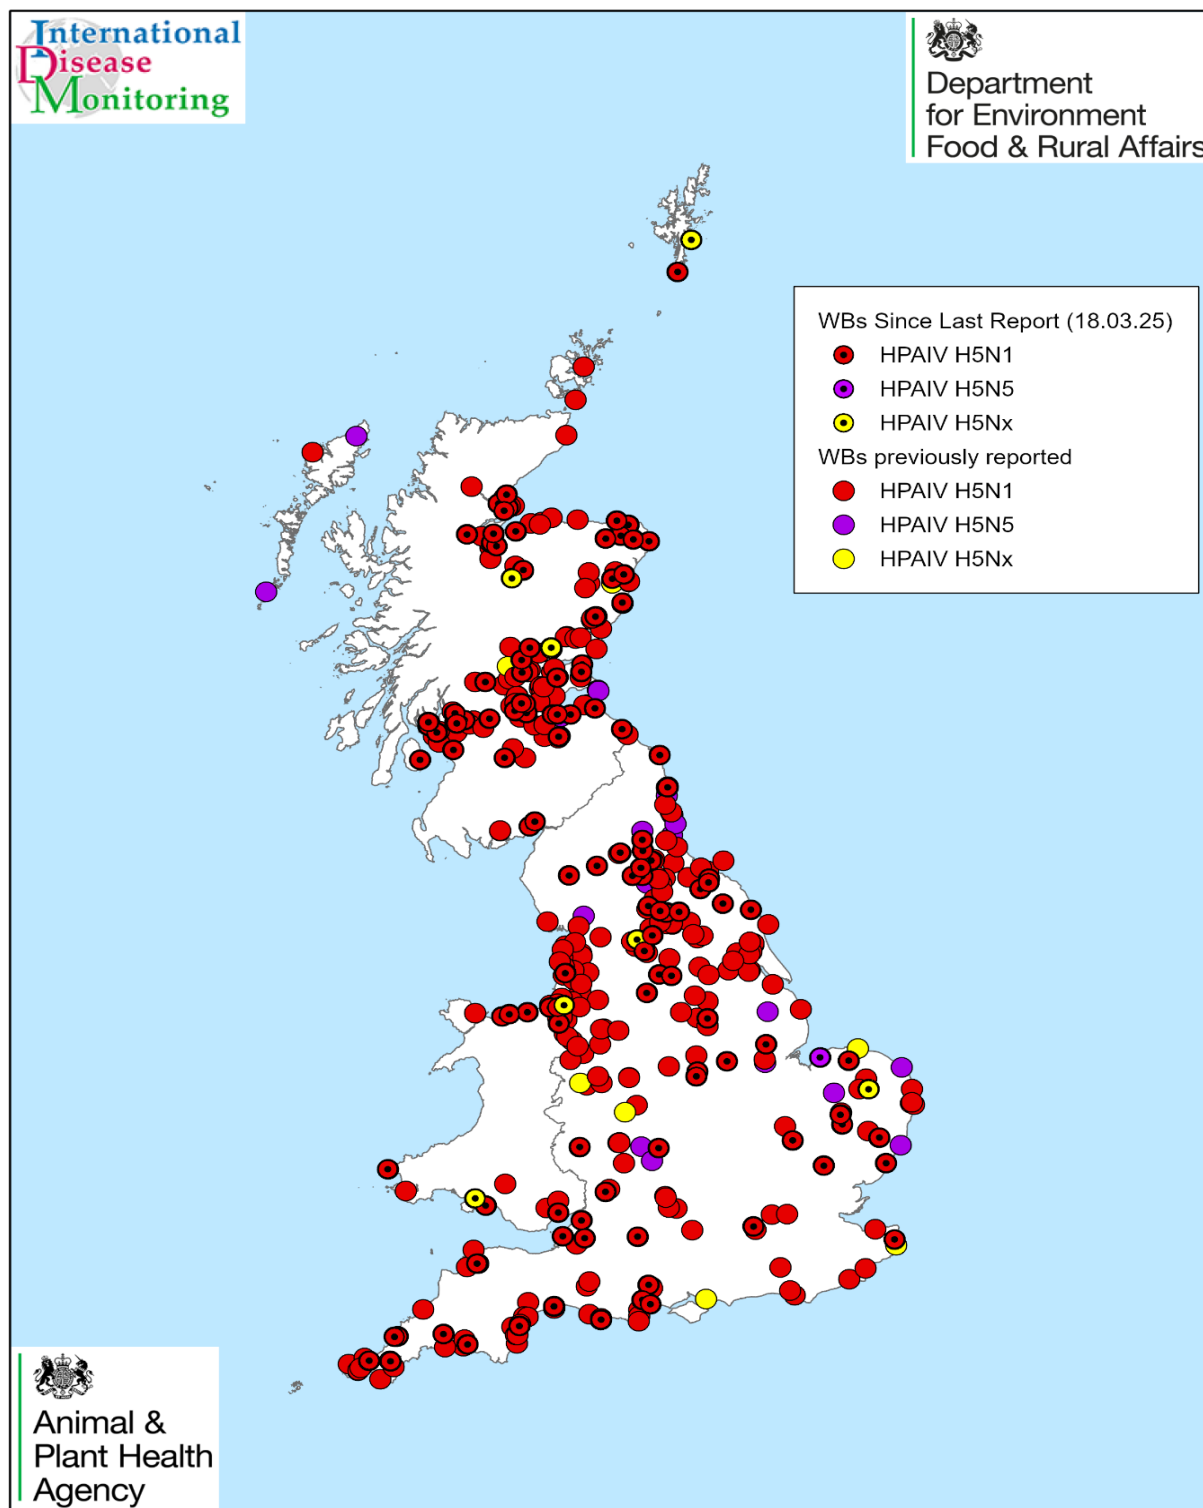 International
Disease
Monitoring
Department
for Environment
Food & Rural Affairs
WBs Since Last Report (18.03.25)
HPAIV H5N1
HPAIV H5N5
HPAIV H5Nx
WBs previously reported
HPAIV H5N1
HPAIV H5N5
HPAIV H5Nx
Animal &
Plant Health
Agency